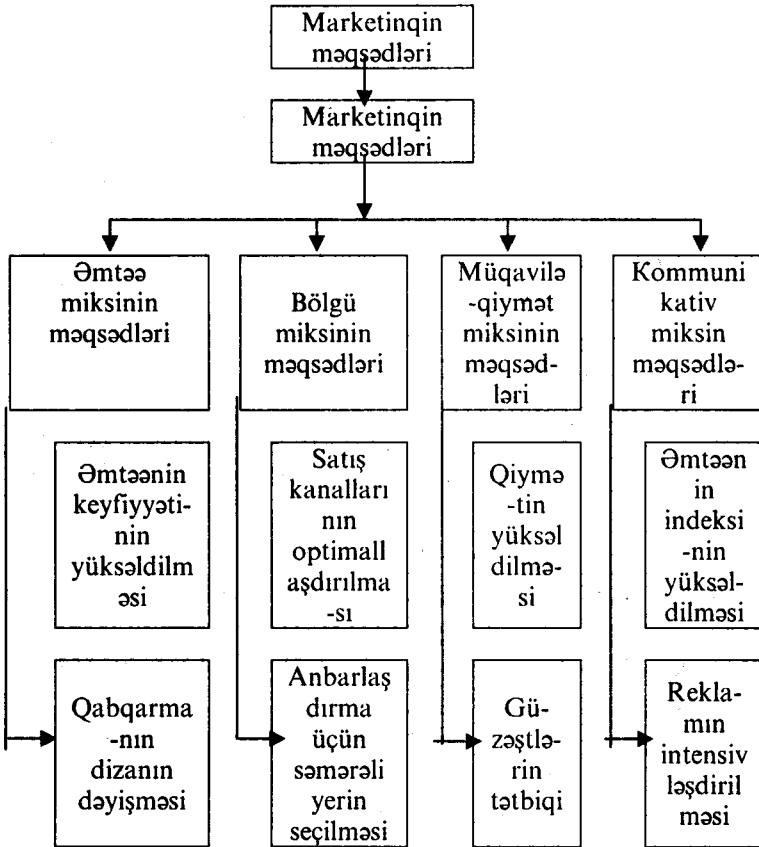 Marketinqin
məqsədləri
Marketinqin
məqsədləri
Əmtəə
miksinin
məqsədləri
Bölgü
miksinin
məqsədləri
Müqavilə
-qiymət
miksinin
məqsəd-
ləri
Kommuni
kativ
miksin
məqsədlə-
ri
Əmtəənin
keyfiyyəti-
nin
yüksəldilm
əsi
Satış
kanalları
nın
optimall
aşdırılma
-sı
Qiymə
-tin
yüksəl
dilmə-
si
Əmtəən
in
indeksi
-nin
yüksəl-
dilməsi
Qabqarma
-nın
dizanın
dəyişməsi
Anbarlaş
dırma
üçün
səmərəli
yerin
seçilməsi
Gü-
zəştlə-
rin
tətbiqi
Rekla-
mın
intensiv
ləşdiril
məsi